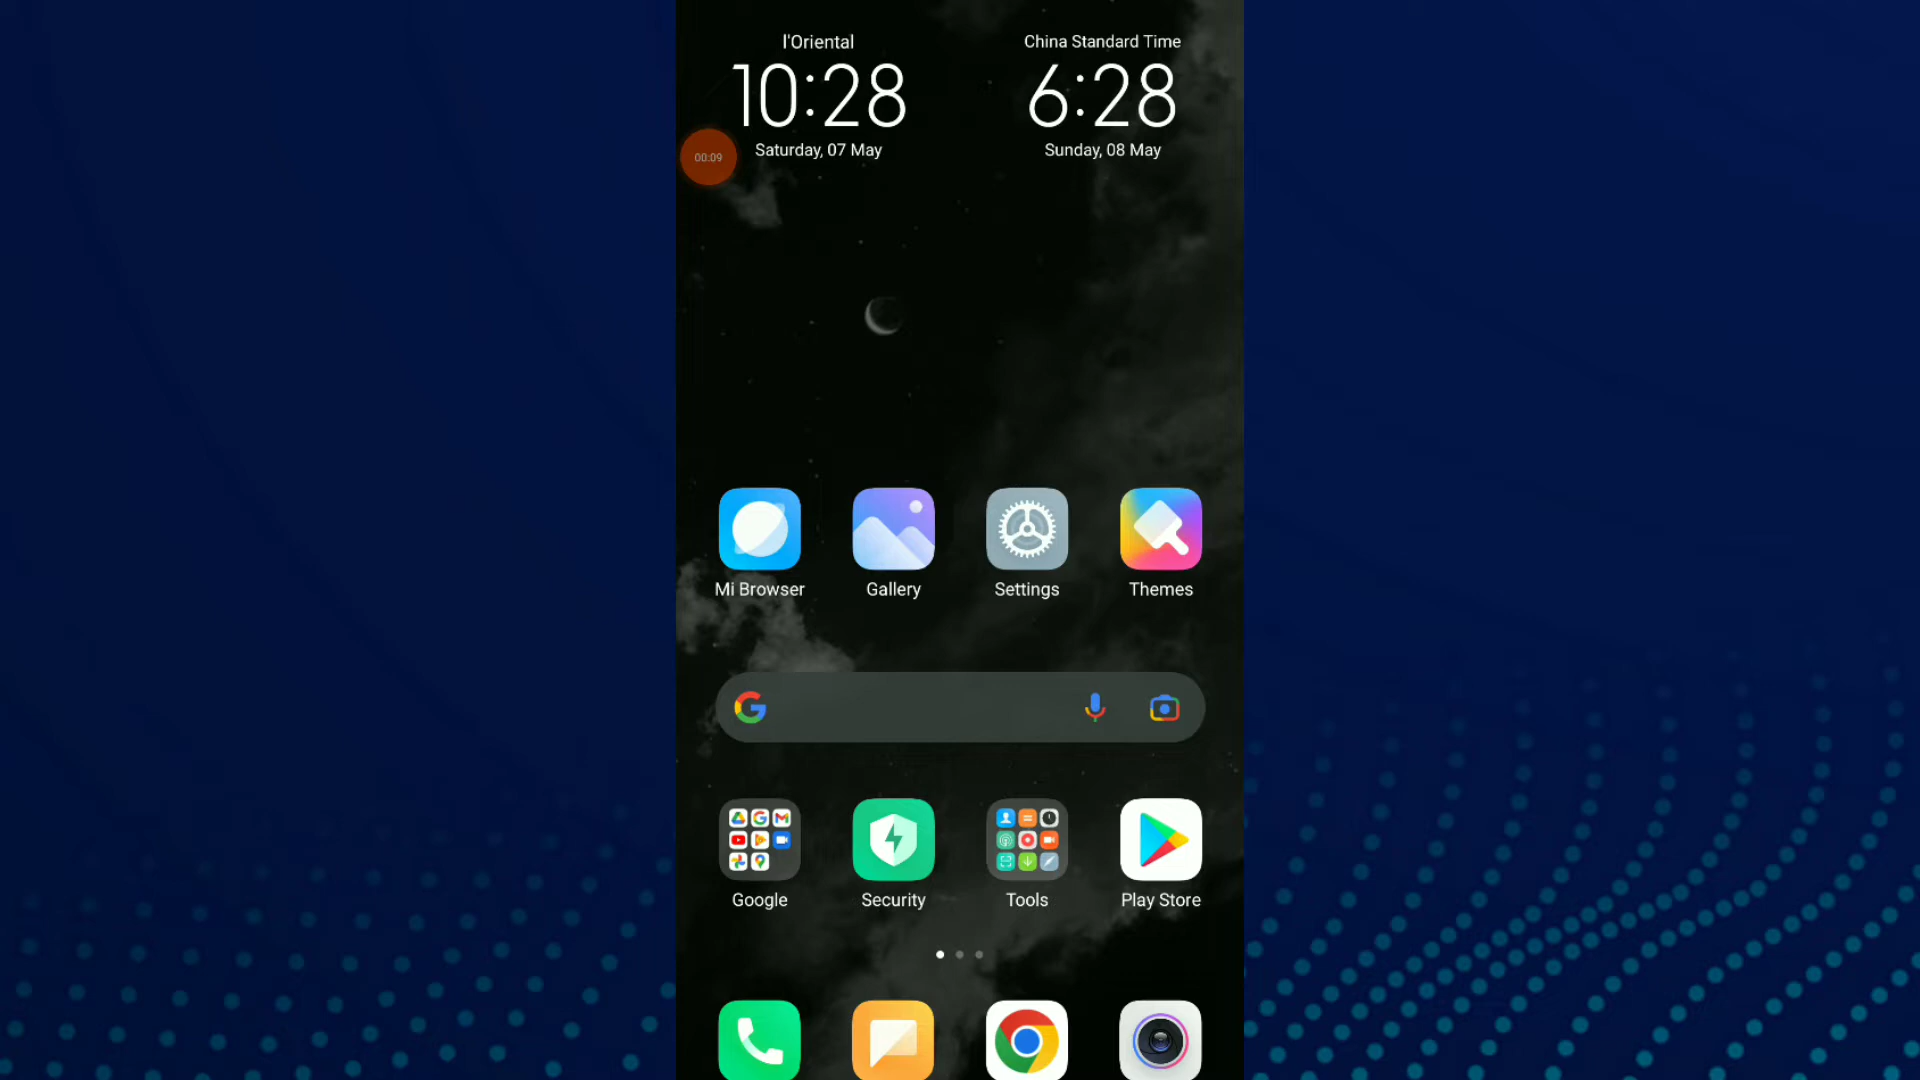 l'Oriental
10:28
Saturday, 07 May
China Standard Time
6:28
Sunday, 08 May
00:09
Mi Browser
Gallery
Settings
Themes
Google
Security
Tools
Play Store